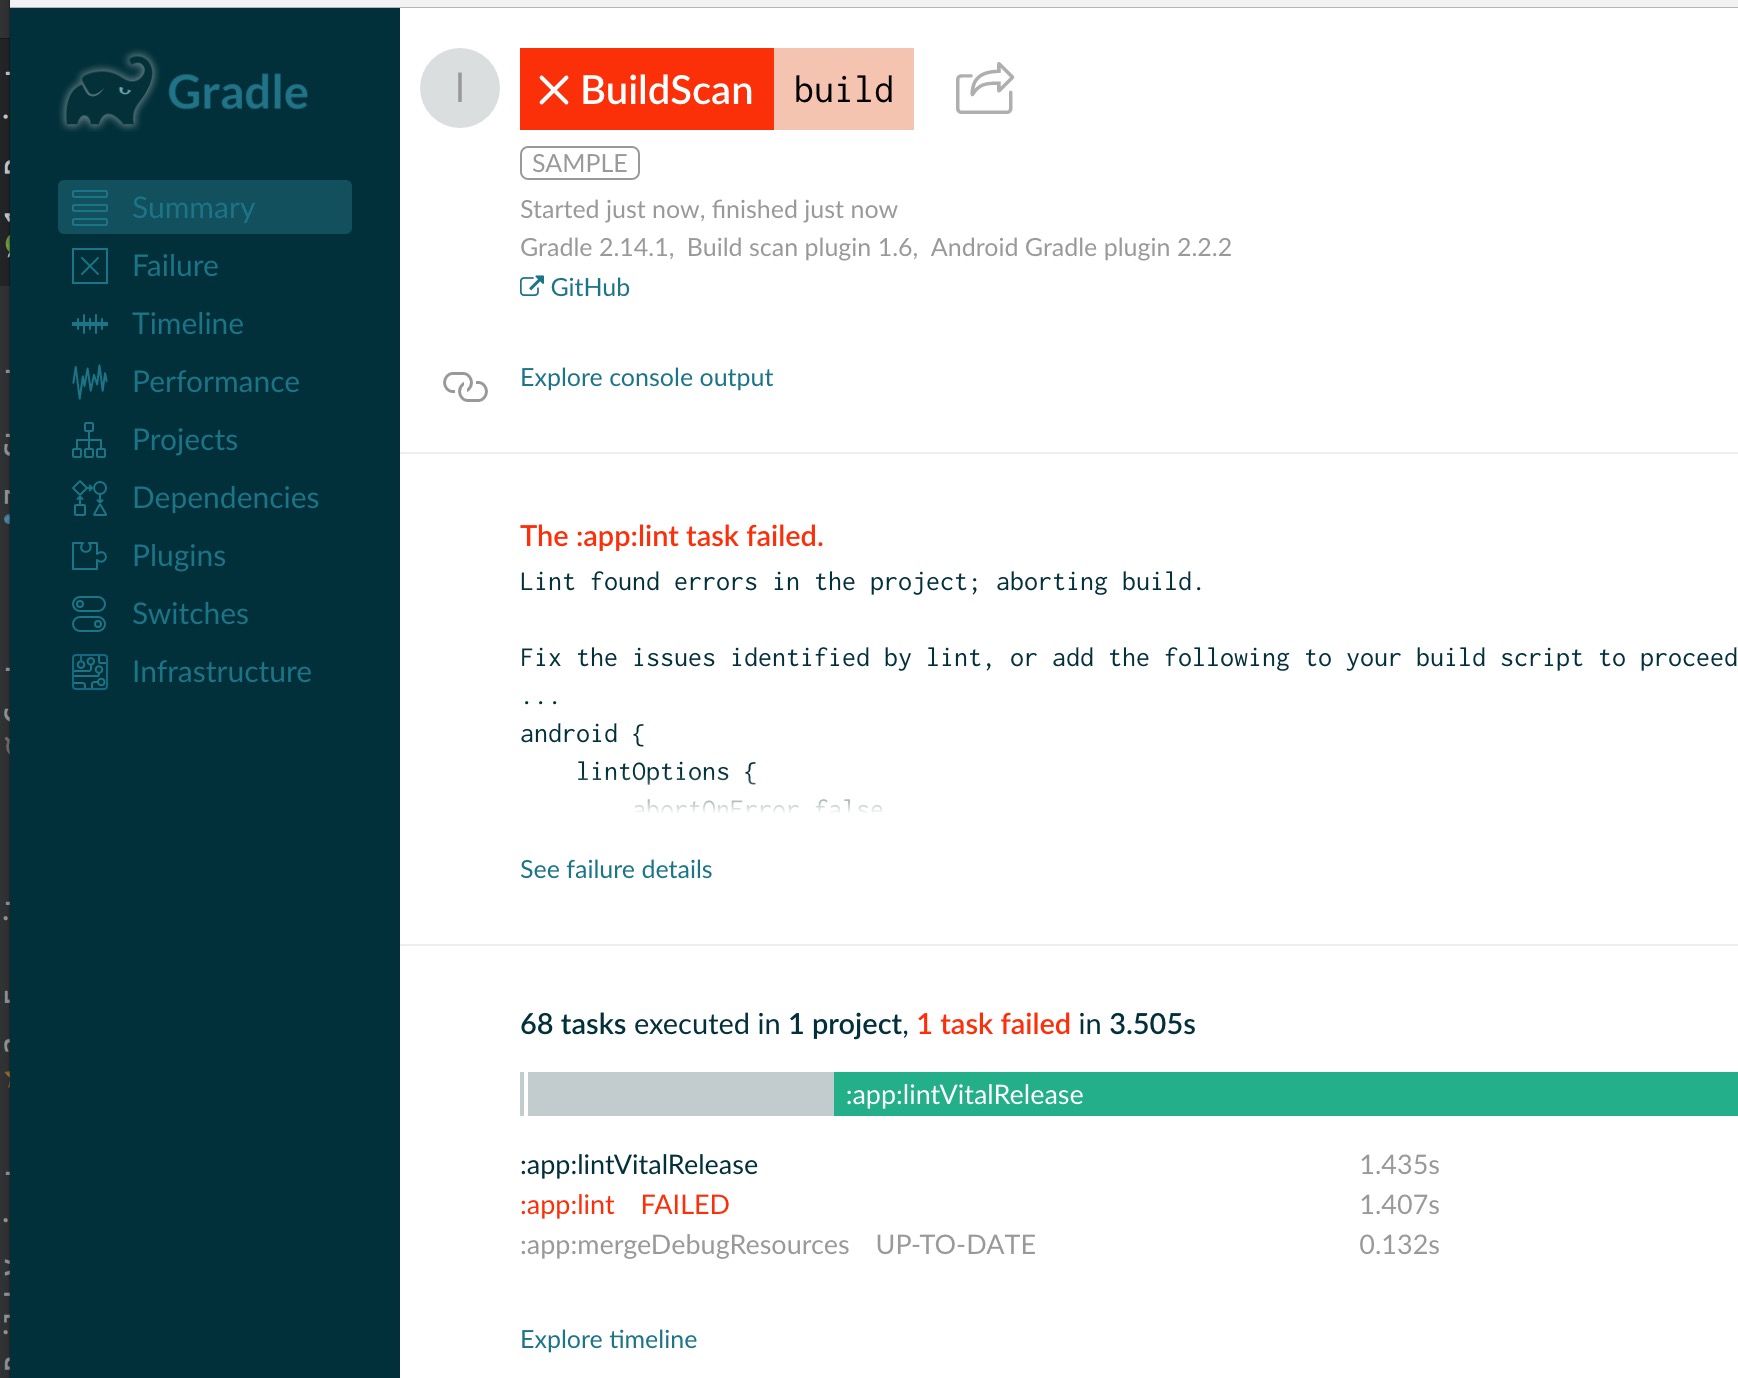 Gradle
Summary
Failure
Timeline
Performance
Projects
Dependencies
Plugins
Switches
Infrastructure
I
BuildScan build
SAMPLE
Started just now, finished just now
Gradle 2.14.1, Build scan plugin 1.6, Android Gradle plugin 2.2.2
GitHub
Explore console output
The :app:lint task failed.
Lint found errors in the project; aborting build.
Fix the issues identified by lint, or add the following to your build script to proceed
...
android {
    lintOptions {
        abortOnError false
See failure details
68 tasks executed in 1 project, 1 task failed in 3.505s
:app:lintVitalRelease
:app:lintVitalRelease 1.435s
:app:lint FAILED 1.407s
:app:mergeDebugResources UP-TO-DATE 0.132s
Explore timeline